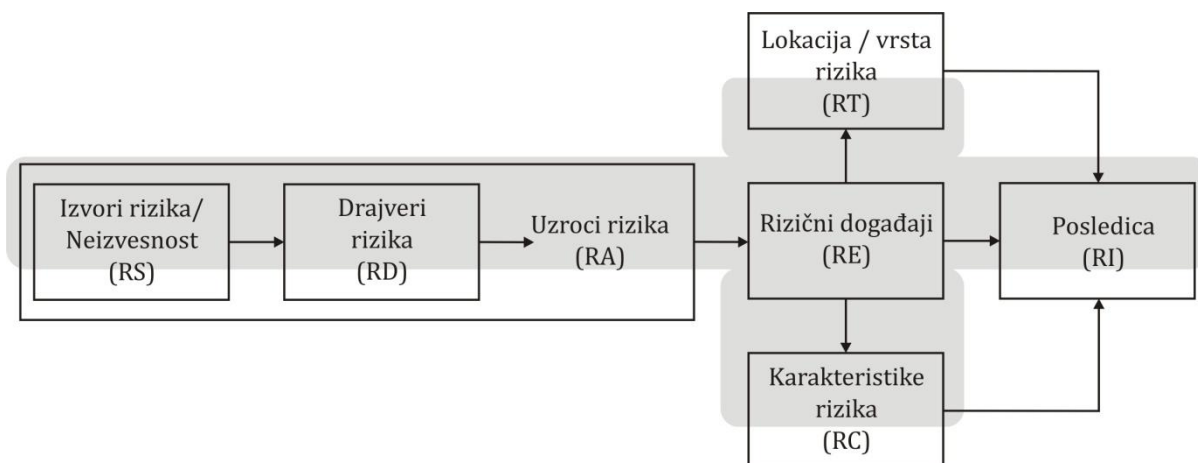 Lokacija / vrsta
rizika
(RT)
Izvori rizika/
Neizvesnost
(RS)
Drajveri
rizika
(RD)
Uzroci rizika
(RA)
Rizični događaji
(RE)
Posledica
(RI)
Karakteristike
rizika
(RC)